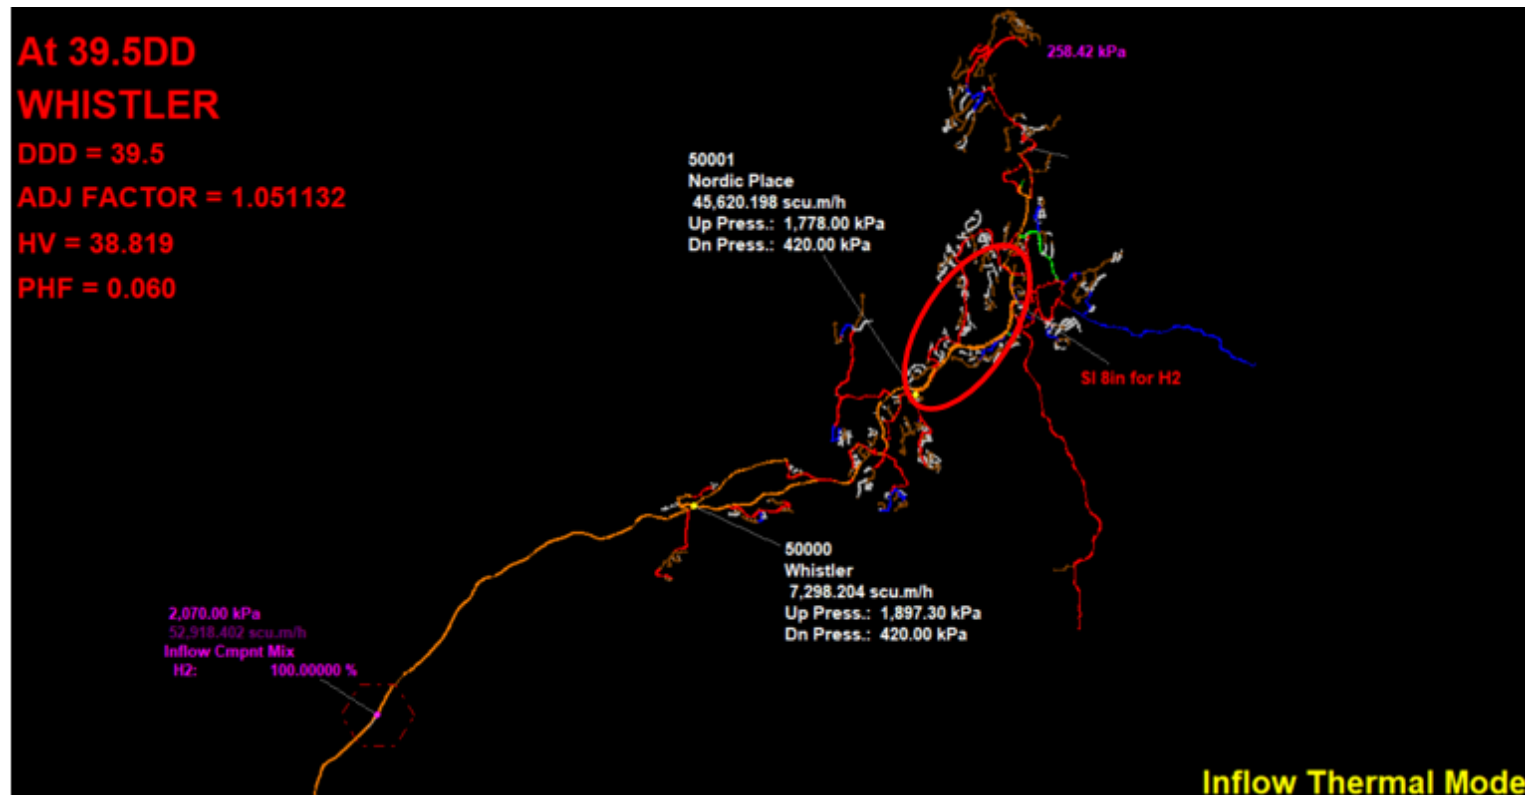 At 39.5DD
WHISTLER
DDD = 39.5
ADJ FACTOR = 1.051132
HV = 38.819
PHF = 0.060
258.42 kPa
50001
Nordic Place
45,620.198 scu.m/h
Up Press.: 1,778.00 kPa
Dn Press.: 420.00 kPa
SI 8in for H2
50000
Whistler
7,298.204 scu.m/h
Up Press.: 1,897.30 kPa
Dn Press.: 420.00 kPa
2,070.00 kPa
52,918.402 scu.m/h
Inflow Cmpnt Mix
H2: 100.00000 %
Inflow Thermal Mode